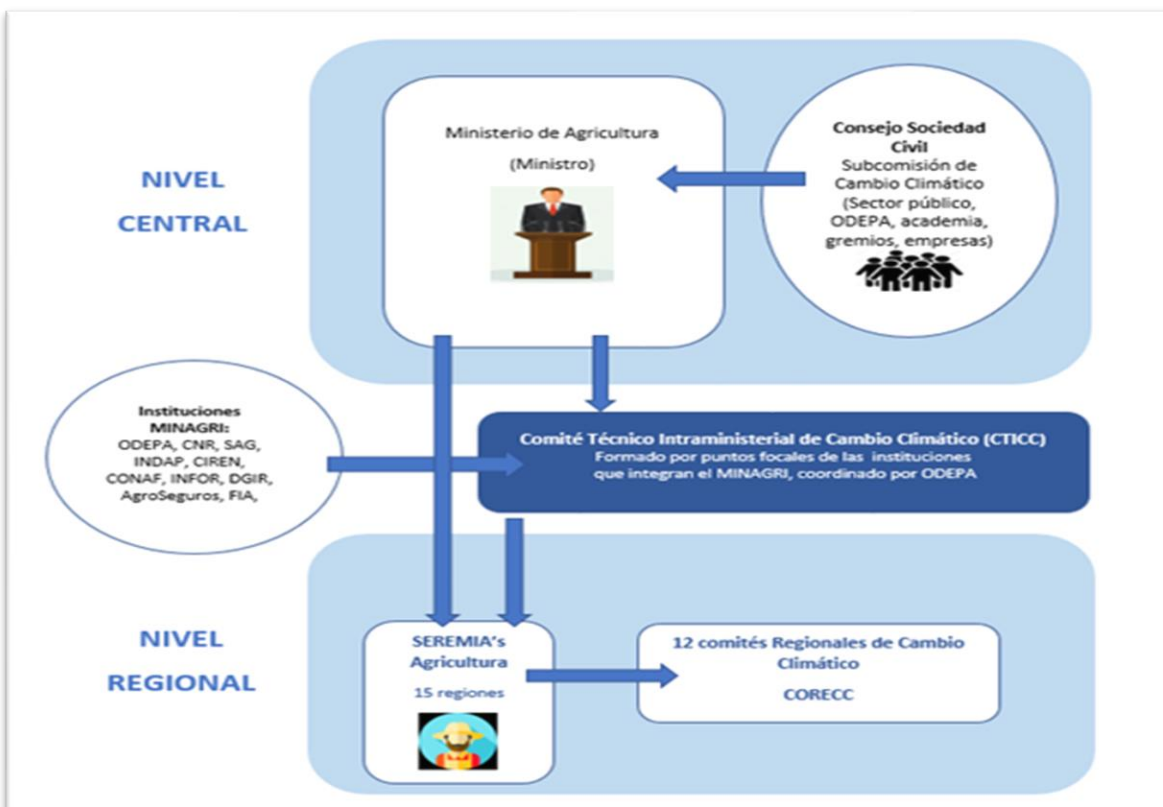 NIVEL
CENTRAL
Ministerio de Agricultura
(Ministro)
Consejo Sociedad
Civil
Subcomisión de
Cambio Climático
(Sector público,
ODEPA, academia,
gremios, empresas)
Instituciones
MINAGRI:
ODEPA, CNR, SAG,
INDAP, CIREN,
CONAF, INFOR, DGIR,
AgroSeguros, FIA,
Comité Técnico Intraministerial de Cambio Climático (CTICC)
Formado por puntos focales de las instituciones
que integran el MINAGRI, coordinado por ODEPA
NIVEL
REGIONAL
SEREMIA's
Agricultura
15 regiones
12 comités Regionales de Cambio
Climático
CORECC